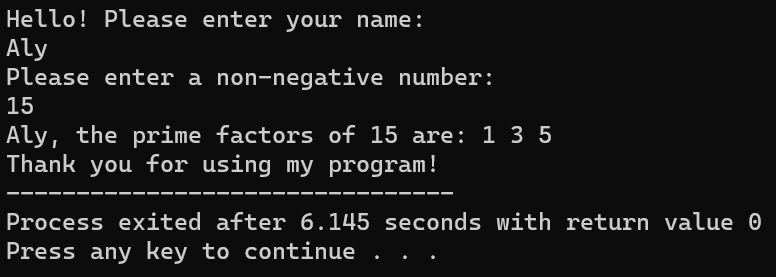 Hello! Please enter your name:
Aly
Please enter a non-negative number:
15
Aly, the prime factors of 15 are: 1 3 5
Thank you for using my program!
--------------------------------
Process exited after 6.145 seconds with return value 0
Press any key to continue . . .